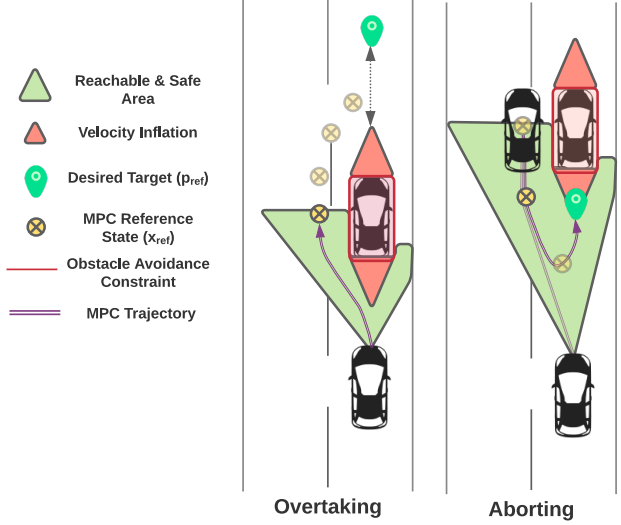 Reachable & Safe
Area
Velocity Inflation
Desired Target (pref)
MPC Reference
State (xref)
Obstacle Avoidance
Constraint
MPC Trajectory
Overtaking
Aborting